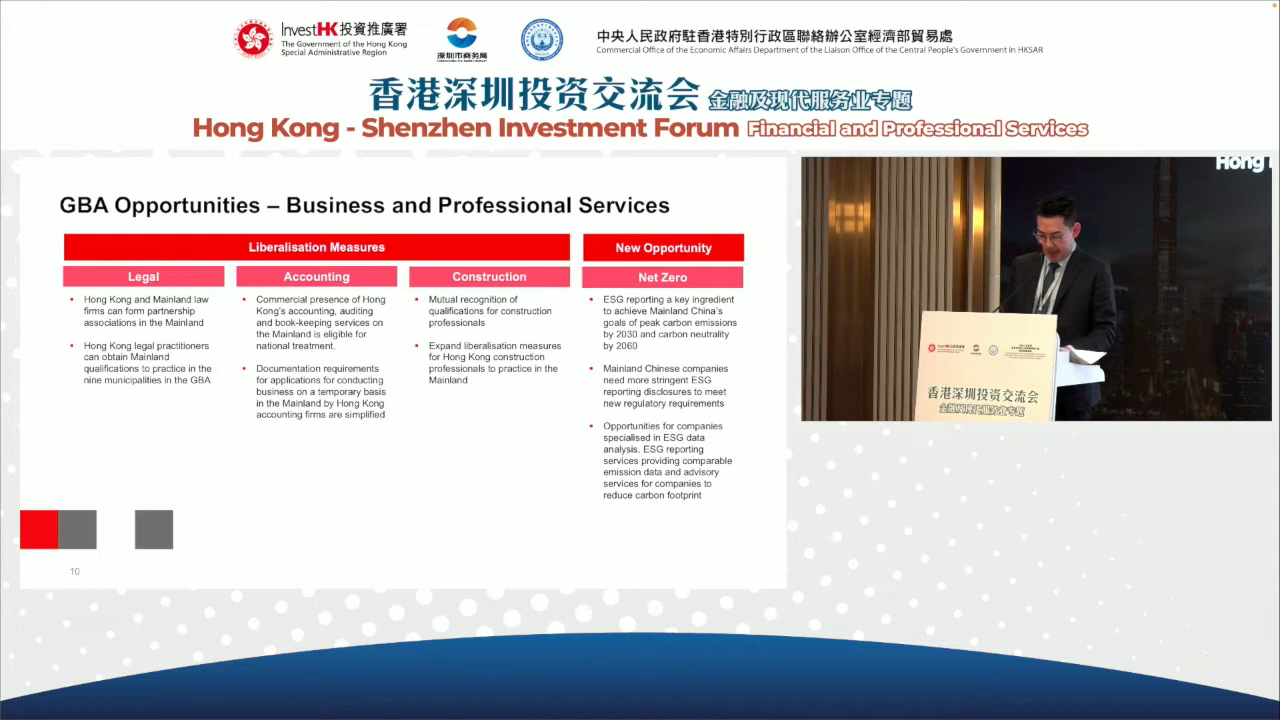 InvestHK投資推廣署
The Government of the Hong Kong
Special Administrative Region
深圳市商务局
中央人民政府駐香港特別行政區聯絡辦公室經濟部貿易處
Commercial Office of the Economic Affairs Department of the Liaison Office of the Central People's Government in HKSAR
香港深圳投资交流会 金融及现代服务业专题
Hong Kong - Shenzhen Investment Forum Financial and Professional Services
GBA Opportunities – Business and Professional Services
Liberalisation Measures
New Opportunity
Legal
Accounting
Construction
Net Zero
▪ Hong Kong and Mainland law
firms can form partnership
associations in the Mainland
▪ Hong Kong legal practitioners
can obtain Mainland
qualifications to practice in the
nine municipalities in the GBA
▪ Commercial presence of Hong
Kong's accounting, auditing
and book-keeping services on
the Mainland is eligible for
national treatment.
▪ Documentation requirements
for applications for conducting
business on a temporary basis
in the Mainland by Hong Kong
accounting firms are simplified
▪ Mutual recognition of
qualifications for construction
professionals
▪ Expand liberalisation measures
for Hong Kong construction
professionals to practice in the
Mainland
▪ ESG reporting a key ingredient
to achieve Mainland China's
goals of peak carbon emissions
by 2030 and carbon neutrality
by 2060
▪ Mainland Chinese companies
need more stringent ESG
reporting disclosures to meet
new regulatory requirements
▪ Opportunities for companies
specialised in ESG data
analysis, ESG reporting
services providing comparable
emission data and advisory
services for companies to
reduce carbon footprint
10
Hong
香港深圳投资交流会
金融及现代服务业专题